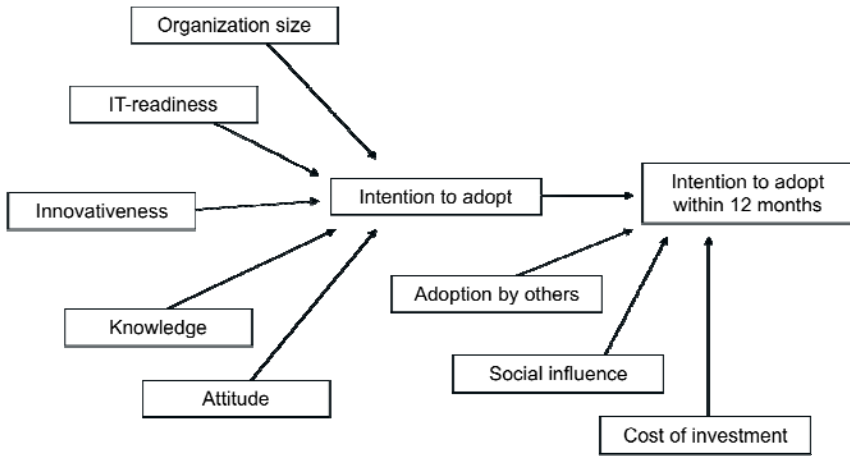 Organization size
IT-readiness
Innovativeness
Intention to adopt
Intention to adopt
within 12 months
Adoption by others
Knowledge
Social influence
Attitude
Cost of investment